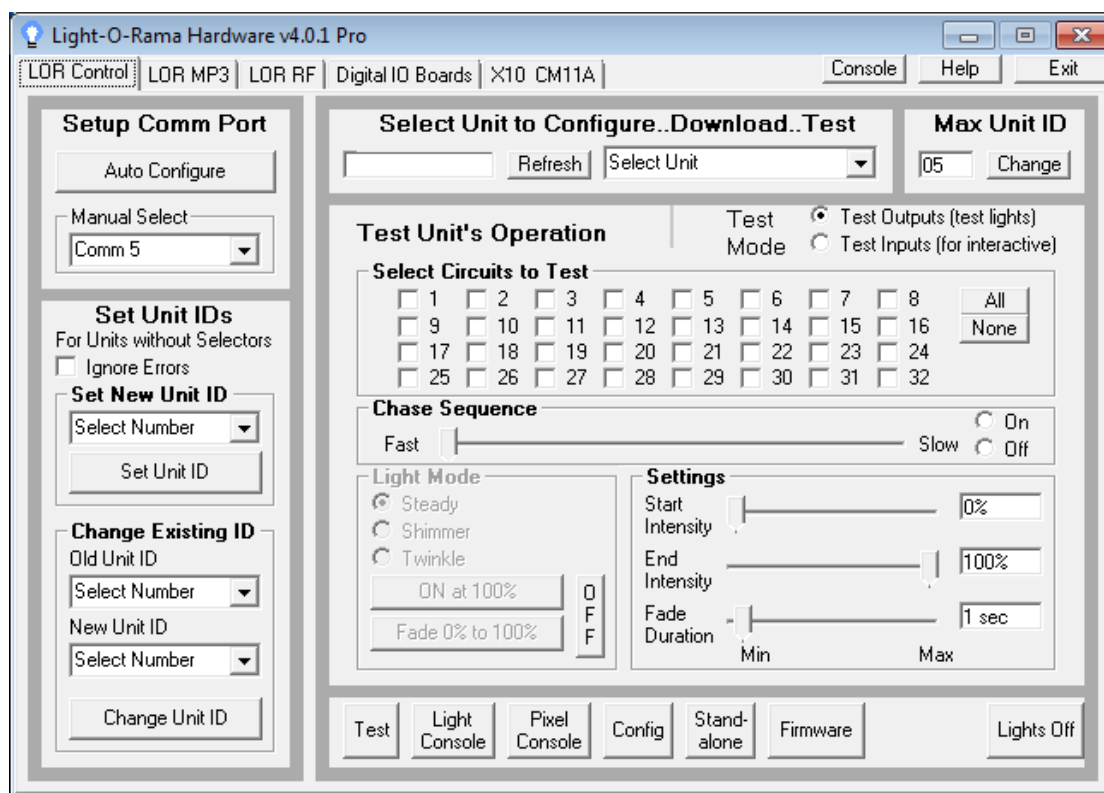 Light-O-Rama Hardware v4.0.1 Pro
LOR Control LOR MP3 LOR RF Digital IO Boards X10 CM11A Console Help Exit
Setup Comm Port
Auto Configure
Manual Select
Comm 5
Set Unit IDs
For Units without Selectors
Ignore Errors
Set New Unit ID
Select Number
Set Unit ID
Change Existing ID
Old Unit ID
Select Number
New Unit ID
Select Number
Change Unit ID
Select Unit to Configure..Download..Test
Refresh Select Unit
Max Unit ID
05 Change
Test Unit's Operation
Test Mode
Test Outputs (test lights)
Test Inputs (for interactive)
Select Circuits to Test
1 2 3 4 5 6 7 8 All
9 10 11 12 13 14 15 16 None
17 18 19 20 21 22 23 24
25 26 27 28 29 30 31 32
Chase Sequence
Fast Slow
On
Off
Light Mode
Steady
Shimmer
Twinkle
ON at 100%
Fade 0% to 100%
OFF
Settings
Start Intensity 0%
End Intensity 100%
Fade Duration 1 sec
Min Max
Test Light Console Pixel Console Config Stand-alone Firmware Lights Off